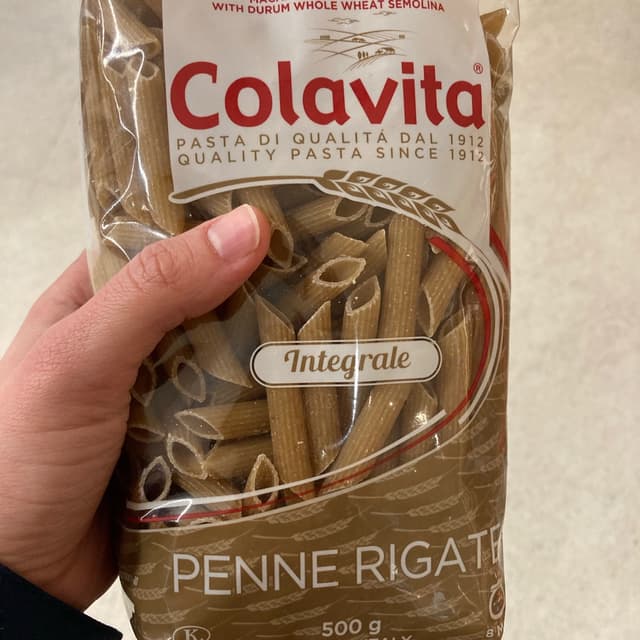 WITH DURUM WHOLE WHEAT SEMOLINA
Colavita®
PASTA DI QUALITÁ DAL 1912
QUALITY PASTA SINCE 1912
Integrale
PENNE RIGATE
K
500 g